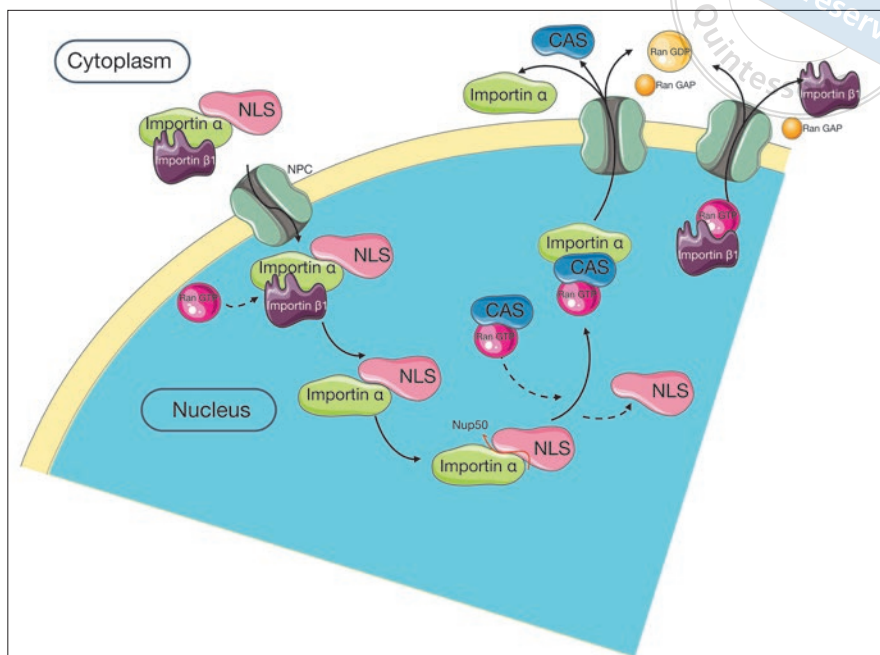 Cytoplasm
CAS
Ran GDP
Ran GAP
Importin α
Importin β1
Ran GAP
NLS
Importin α
Importin β1
NPC
Ran GTP
Importin β1
NLS
Importin α
Importin β1
Ran GTP
Importin α
CAS
Ran GTP
CAS
Ran GTP
NLS
Importin α
NLS
Nucleus
Nup50
NLS
Importin α